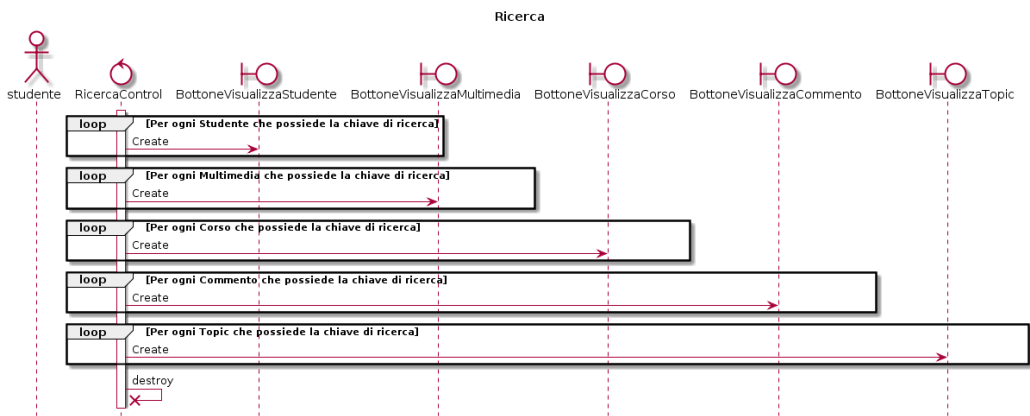 Ricerca
studente RicercaControl BottoneVisualizzaStudente BottoneVisualizzaMultimedia BottoneVisualizzaCorso BottoneVisualizzaCommento BottoneVisualizzaTopic
loop [Per ogni Studente che possiede la chiave di ricerca]
Create
loop [Per ogni Multimedia che possiede la chiave di ricerca]
Create
loop [Per ogni Corso che possiede la chiave di ricerca]
Create
loop [Per ogni Commento che possiede la chiave di ricerca]
Create
loop [Per ogni Topic che possiede la chiave di ricerca]
Create
destroy